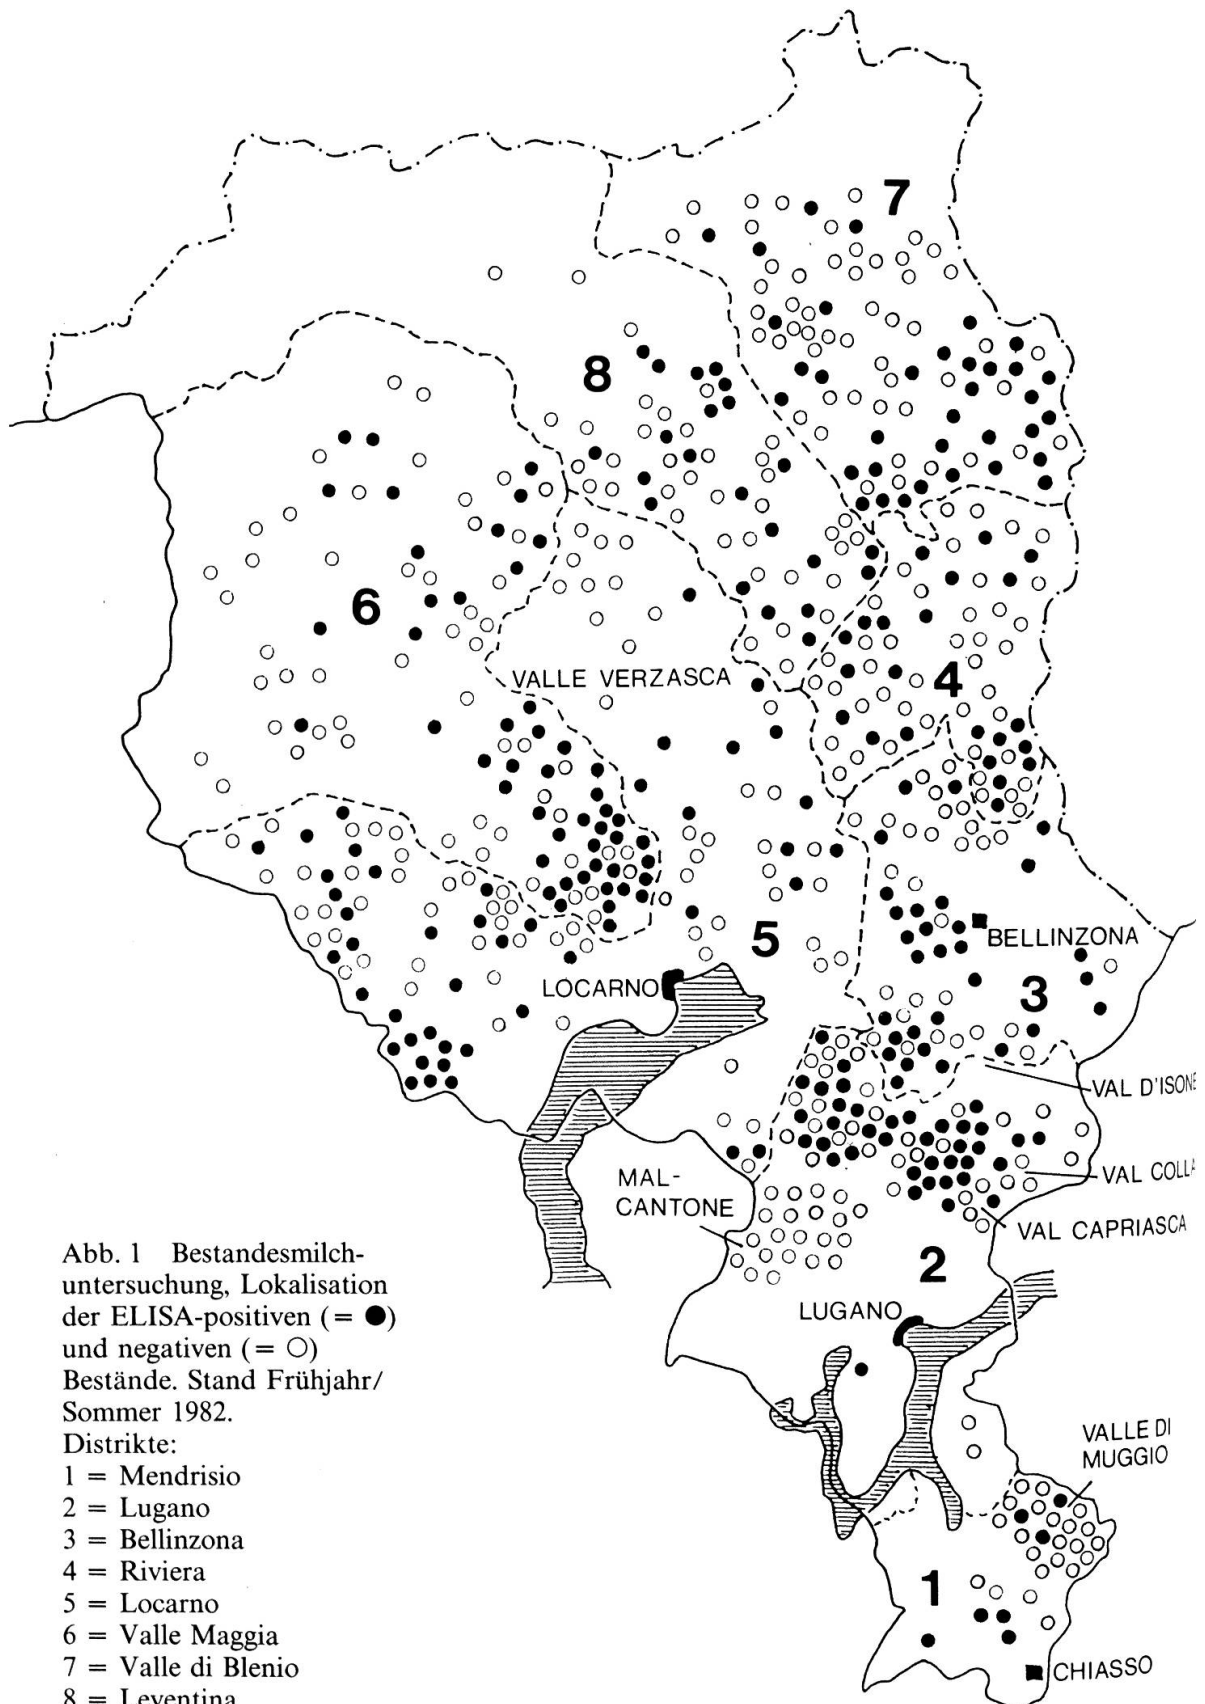 7
8
6
VALLE VERZASCA
4
5
BELLINZONA
LOCARNO
3
VAL D'ISONE
MAL-
CANTONE
VAL COLLA
VAL CAPRIASCA
2
LUGANO
VALLE DI
MUGGIO
1
CHIASSO
Abb. 1 Bestandesmilch-
untersuchung, Lokalisation
der ELISA-positiven (= ●)
und negativen (= ○)
Bestände. Stand Frühjahr/
Sommer 1982.
Distrikte:
1 = Mendrisio
2 = Lugano
3 = Bellinzona
4 = Riviera
5 = Locarno
6 = Valle Maggia
7 = Valle di Blenio
8 = Leventina